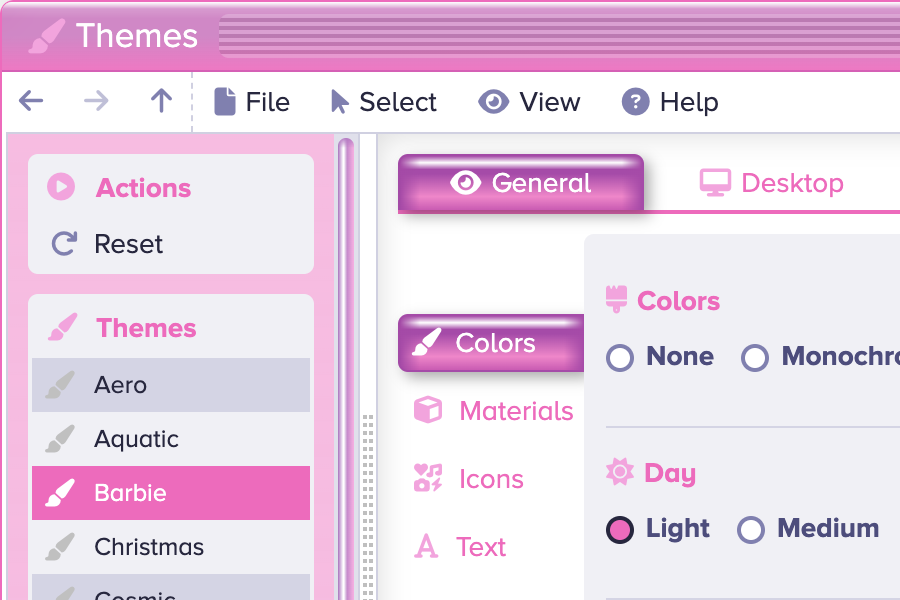 Themes
File Select View Help
Actions
Reset
Themes
Aero
Aquatic
Barbie
Christmas
Cosmic
General Desktop
Colors
Materials
Icons
Text
Colors
None
Day
Light Medium